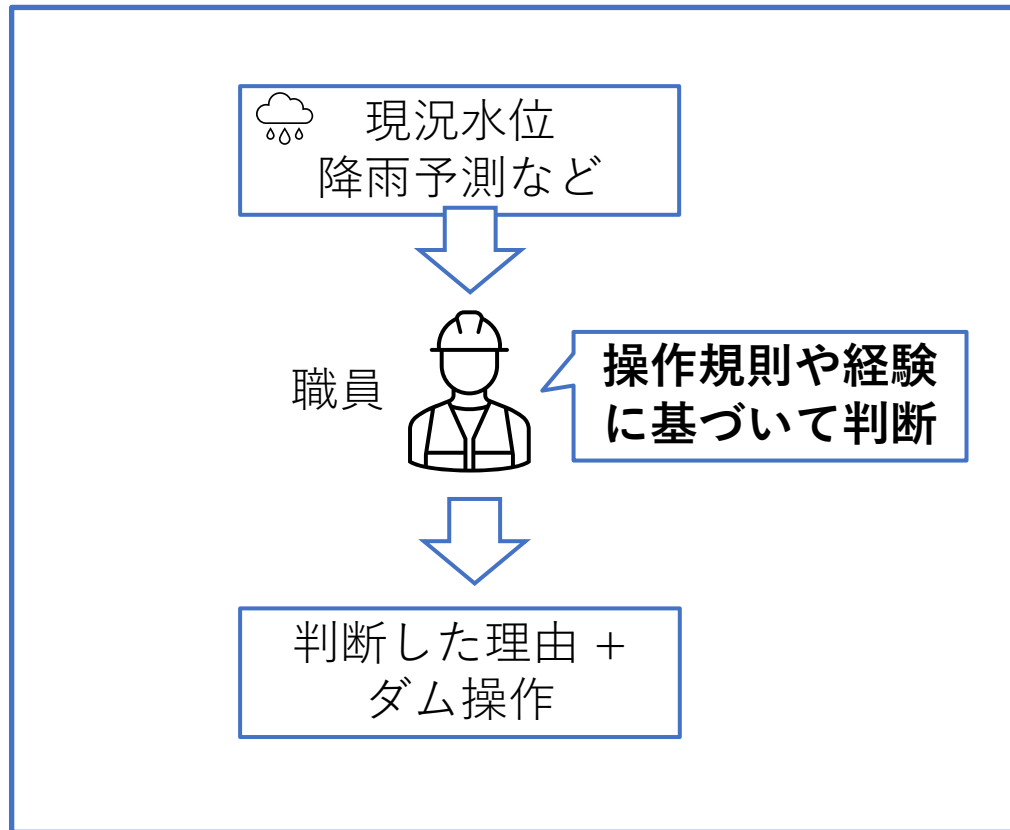 現況水位
降雨予測など
職員
操作規則や経験
に基づいて判断
判断した理由 +
ダム操作